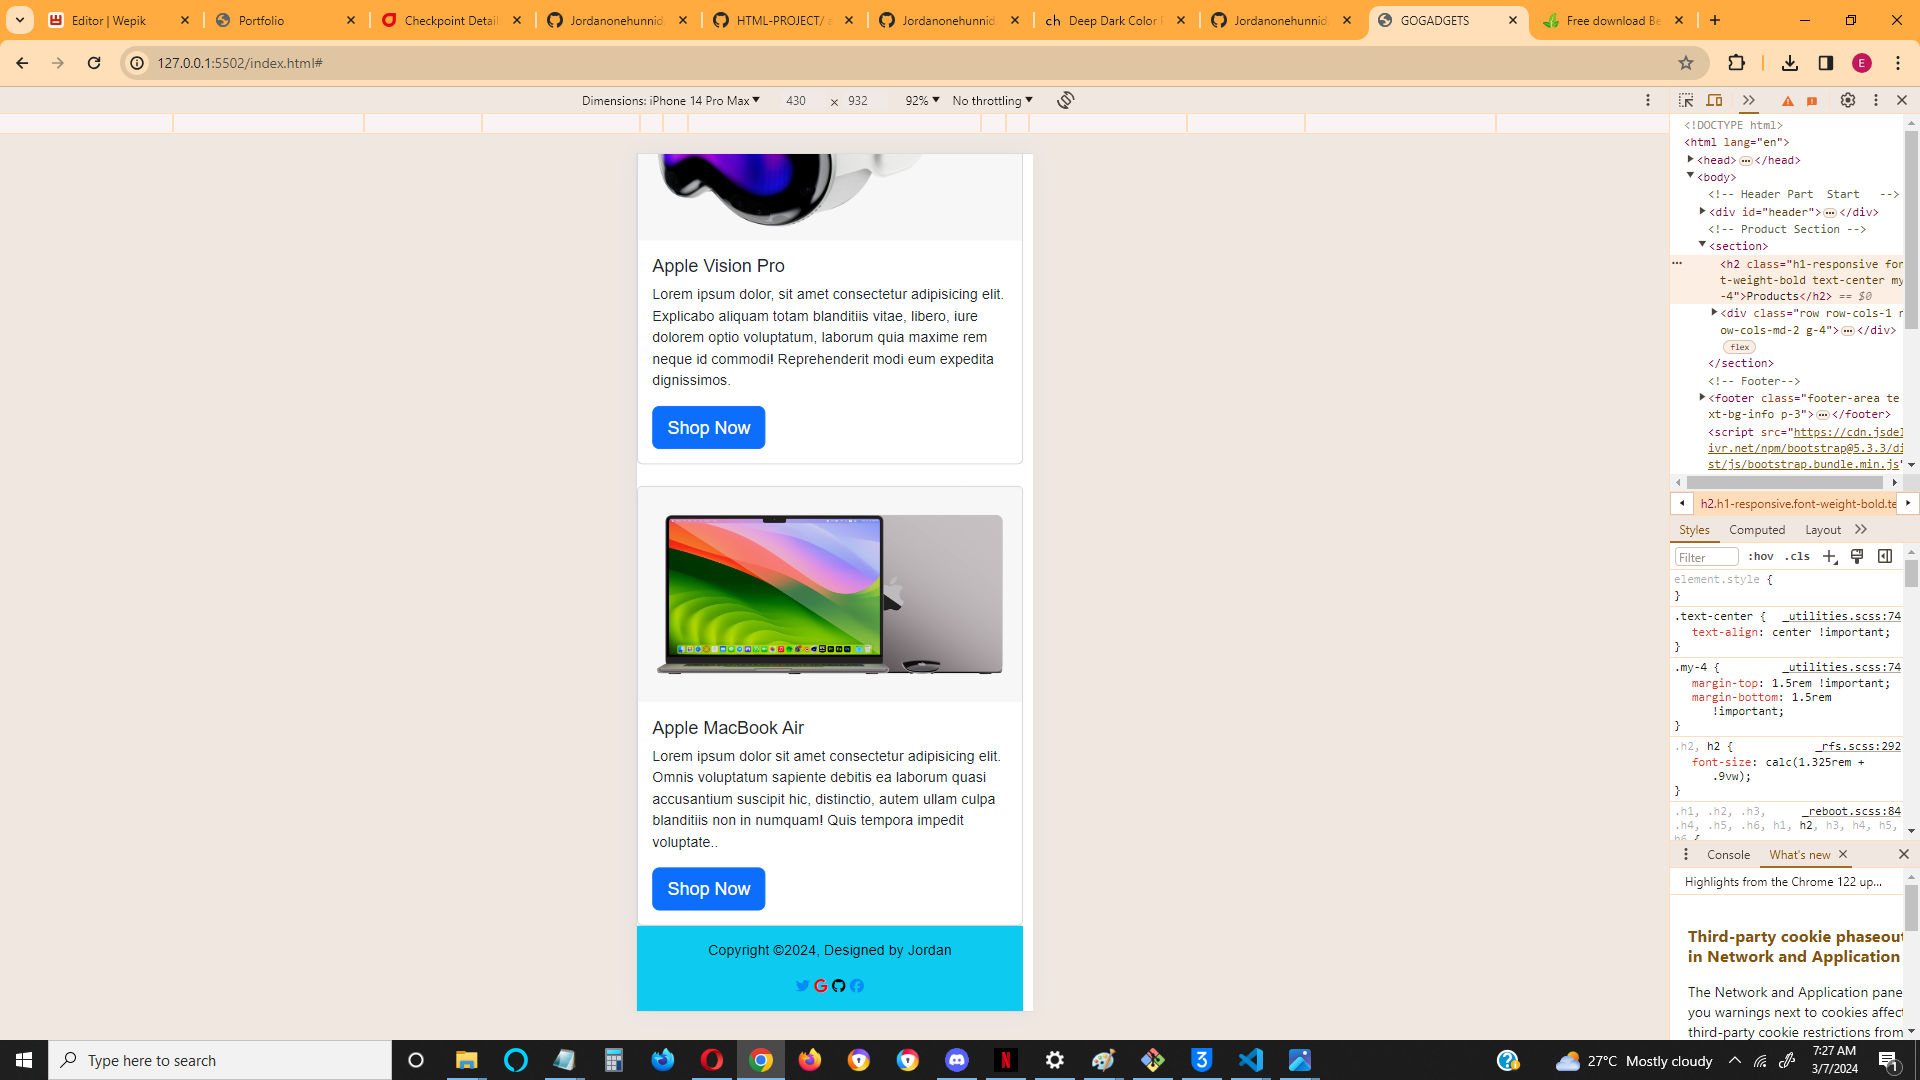 Editor | Wepik
Portfolio
Checkpoint Detail
Jordanonehunnid
HTML-PROJECT/ a
Jordanonehunnid
ch Deep Dark Color P
Jordanonehunnid
GOGADGETS
Free download Be
127.0.0.1:5502/index.html#
E
Dimensions: iPhone 14 Pro Max
430 × 932
92%
No throttling
Apple Vision Pro
Lorem ipsum dolor, sit amet consectetur adipisicing elit.
Explicabo aliquam totam blanditiis vitae, libero, iure
dolorem optio voluptatum, laborum quia maxime rem
neque id commodi! Reprehenderit modi eum expedita
dignissimos.
Shop Now
Apple MacBook Air
Lorem ipsum dolor sit amet consectetur adipisicing elit.
Omnis voluptatum sapiente debitis ea laborum quasi
accusantium suscipit hic, distinctio, autem ullam culpa
blanditiis non in numquam! Quis tempora impedit
voluptate..
Shop Now
Copyright ©2024, Designed by Jordan
<!DOCTYPE html>
<html lang="en">
<head>…</head>
<body>
<!-- Header Part  Start   -->
<div id="header">…</div>
<!-- Product Section -->
<section>
<h2 class="h1-responsive fon
t-weight-bold text-center my
-4">Products</h2> == $0
<div class="row row-cols-1 r
ow-cols-md-2 g-4">…</div>
flex
</section>
<!-- Footer-->
<footer class="footer-area te
xt-bg-info p-3">…</footer>
<script src="https://cdn.jsdel
ivr.net/npm/bootstrap@5.3.3/di
st/js/bootstrap.bundle.min.js"
h2.h1-responsive.font-weight-bold.te
Styles
Computed
Layout
Filter
:hov
.cls
element.style {
}
.text-center { _utilities.scss:74
text-align: center !important;
}
.my-4 { _utilities.scss:74
margin-top: 1.5rem !important;
margin-bottom: 1.5rem
!important;
}
.h2, h2 { _rfs.scss:292
font-size: calc(1.325rem +
.9vw);
}
.h1, .h2, .h3, _reboot.scss:84
.h4, .h5, .h6, h1, h2, h3, h4, h5,
h6 {
Console
What's new
Highlights from the Chrome 122 up...
Third-party cookie phaseout
in Network and Application
The Network and Application pane
you warnings next to cookies affect
third-party cookie restrictions from
Type here to search
27°C Mostly cloudy
7:27 AM
3/7/2024
1